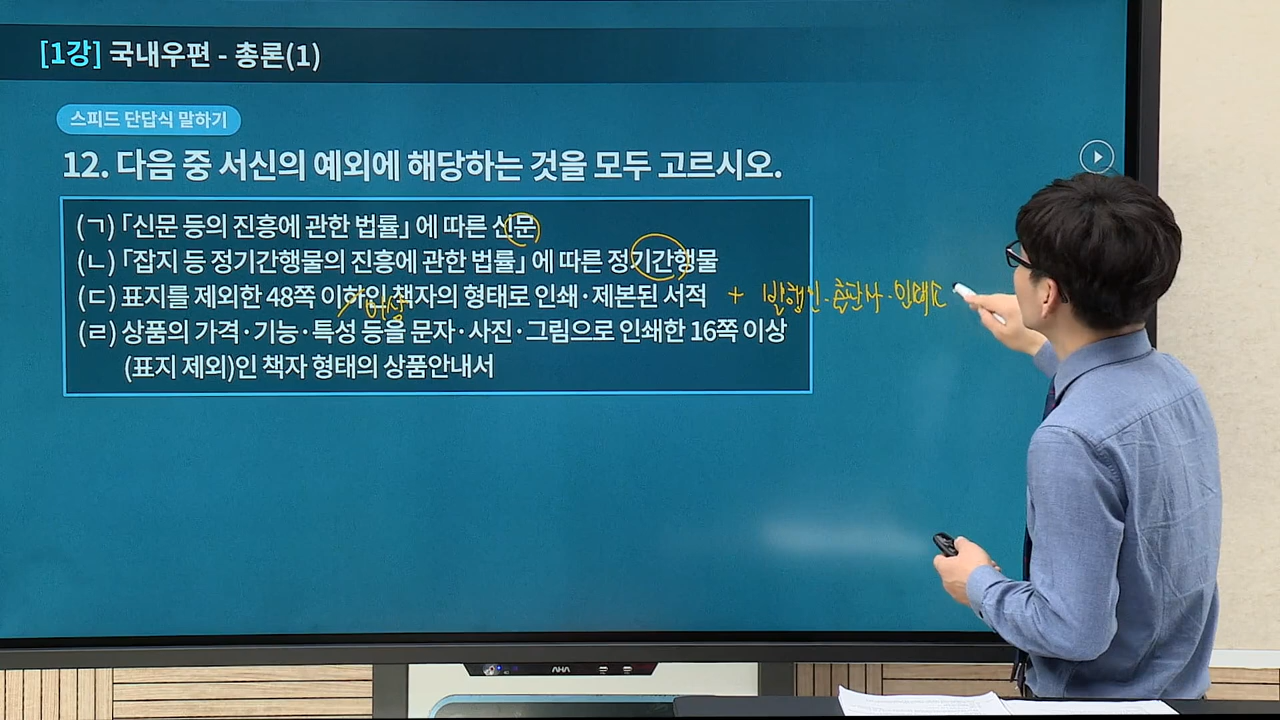 [1강] 국내우편 - 총론(1)
스피드 단답식 말하기
12. 다음 중 서신의 예외에 해당하는 것을 모두 고르시오.
(ㄱ) 「신문 등의 진흥에 관한 법률」 에 따른 신문
(ㄴ) 「잡지 등 정기간행물의 진흥에 관한 법률」 에 따른 정기간행물
(ㄷ) 표지를 제외한 48쪽 이하인 책자의 형태로 인쇄·제본된 서적 + 발행인·출판사·인쇄소
이상
(ㄹ) 상품의 가격·기능·특성 등을 문자·사진·그림으로 인쇄한 16쪽 이상
(표지 제외)인 책자 형태의 상품안내서
AHA